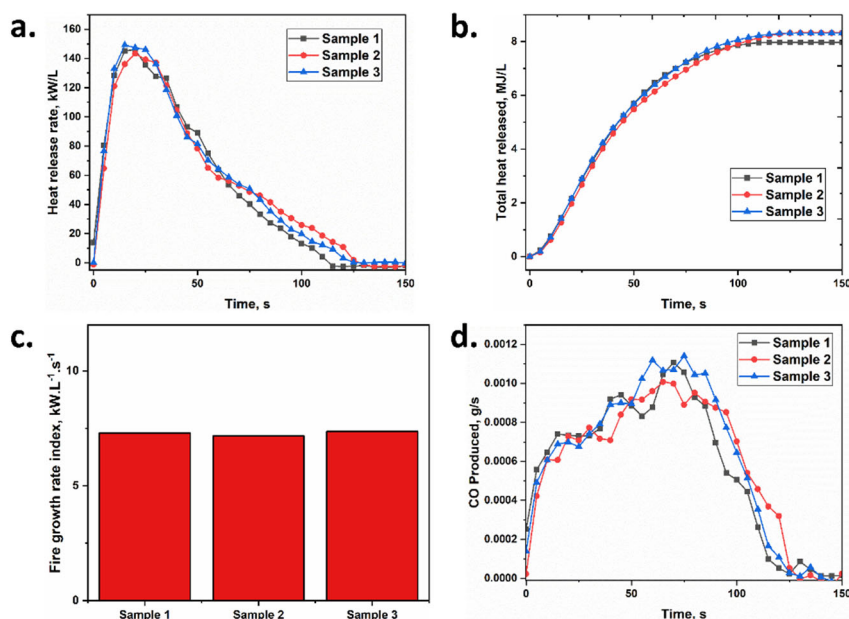 a.
Heat release rate, kW/L
160
140
120
100
80
60
40
20
0
Sample 1
Sample 2
Sample 3
0 50 100 150
Time, s
b.
Total heat released, MJ/L
8
6
4
2
0
Sample 1
Sample 2
Sample 3
0 50 100 150
Time, s
c.
Fire growth rate index, kW.L⁻¹.s⁻¹
10
5
0
Sample 1 Sample 2 Sample 3
d.
CO Produced, g/s
0.0012
0.0010
0.0008
0.0006
0.0004
0.0002
0.0000
Sample 1
Sample 2
Sample 3
0 50 100 150
Time, s